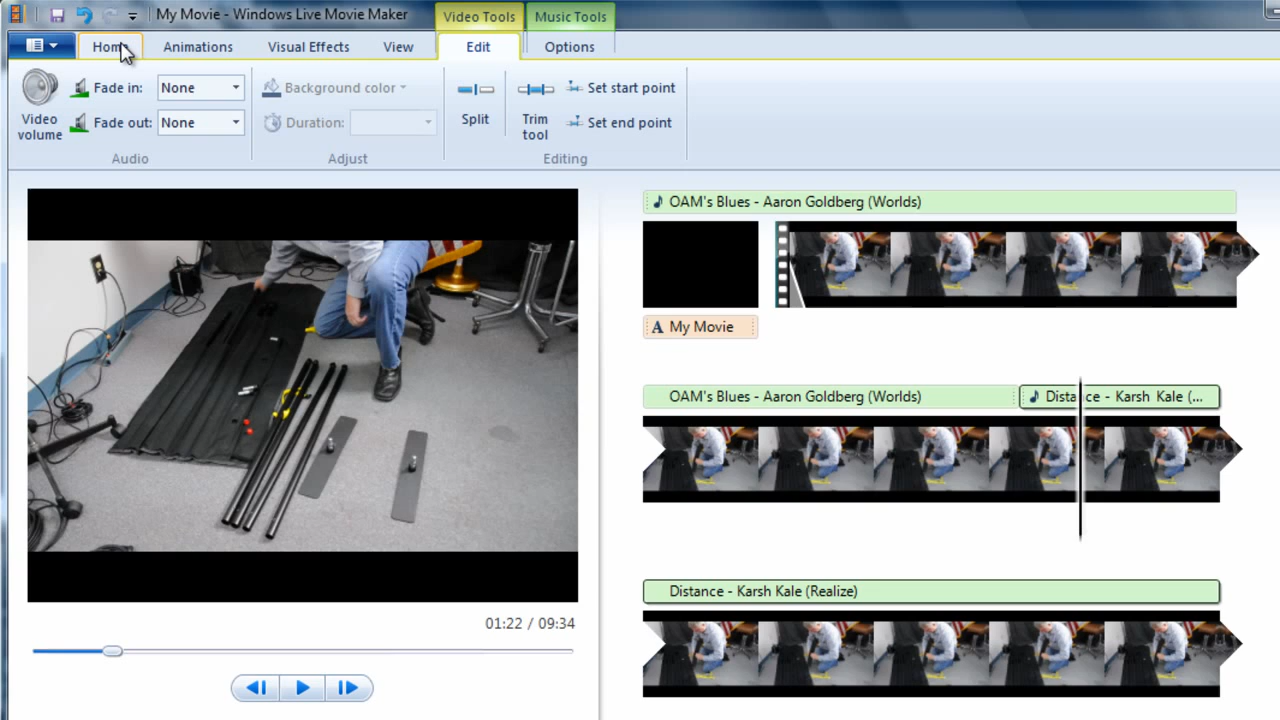 My Movie - Windows Live Movie Maker
Video Tools
Music Tools
Home
Animations
Visual Effects
View
Edit
Options
Video volume
Fade in: None
Fade out: None
Audio
Background color
Duration:
Adjust
Split
Trim tool
Set start point
Set end point
Editing
OAM's Blues - Aaron Goldberg (Worlds)
A My Movie
OAM's Blues - Aaron Goldberg (Worlds)
Distance - Karsh Kale (...
Distance - Karsh Kale (Realize)
01:22 / 09:34